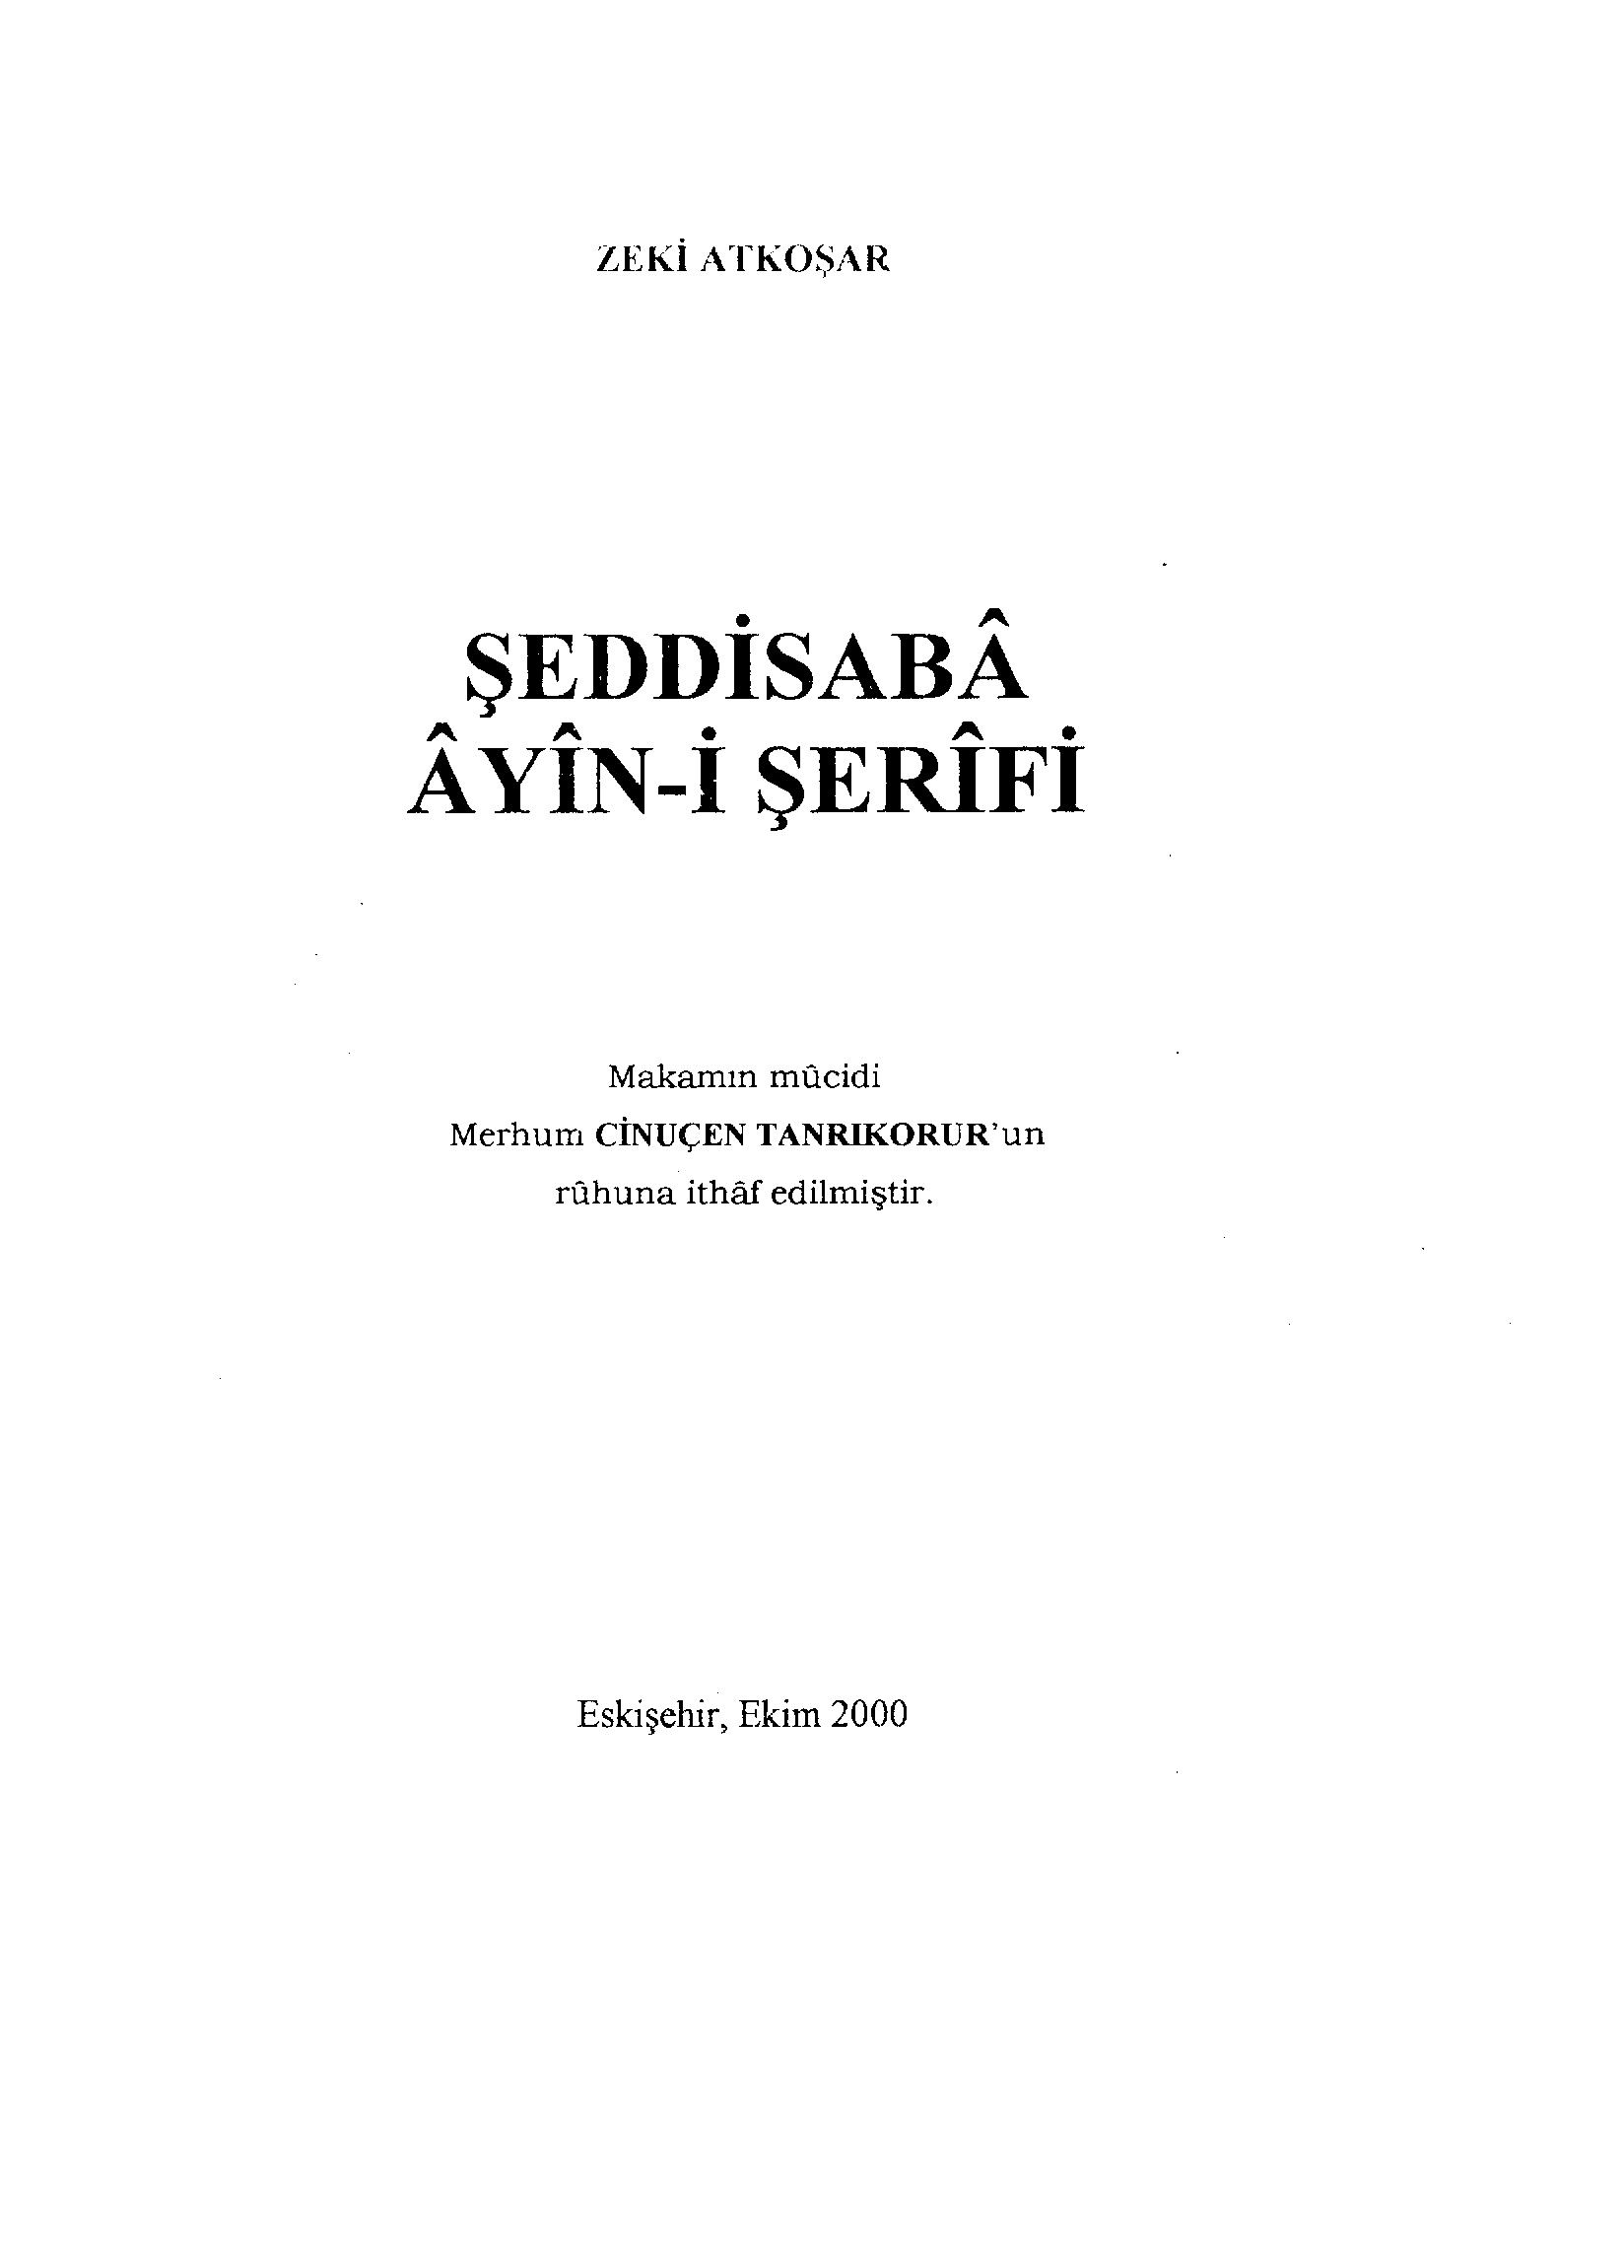 ZEKİ ATKOŞAR
ŞEDDİSABÂ
ÂYÎN-İ ŞERÎFİ
Makamın mûcidi
Merhum CİNUÇEN TANRIKORUR'un
rûhuna ithâf edilmiştir.
Eskişehir, Ekim 2000